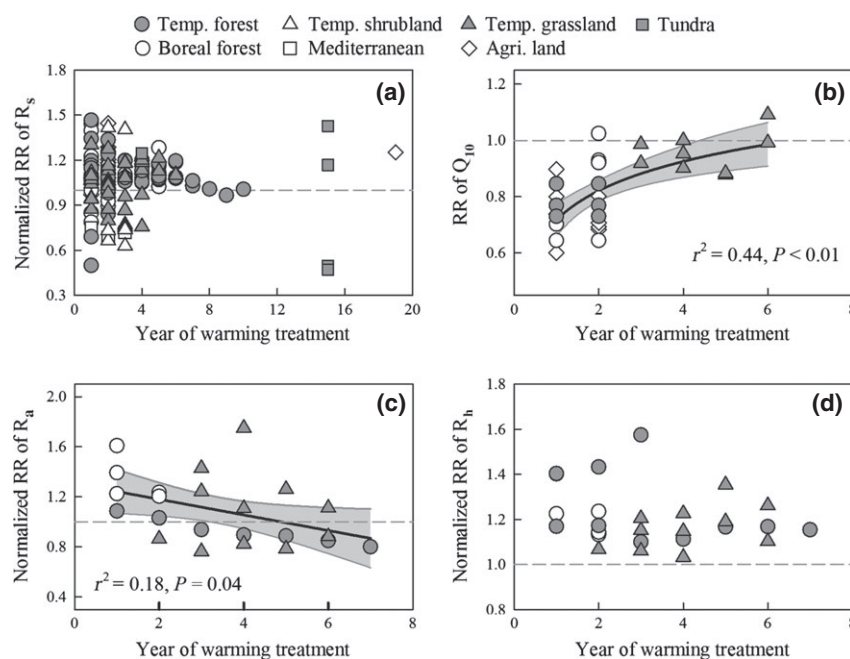 Temp. forest Temp. shrubland Temp. grassland Tundra
Boreal forest Mediterranean Agri. land
(a)
Normalized RR of Rs
1.8
1.5
1.2
0.9
0.6
0.3
0 4 8 12 16 20
Year of warming treatment
(b)
RR of Q10
1.2
1.0
0.8
0.6
r2 = 0.44, P < 0.01
0 2 4 6 8
Year of warming treatment
(c)
Normalized RR of Ra
2.0
1.6
1.2
0.8
0.4
r2 = 0.18, P = 0.04
0 2 4 6 8
Year of warming treatment
(d)
Normalized RR of Rh
1.8
1.6
1.4
1.2
1.0
0.8
0 2 4 6 8
Year of warming treatment